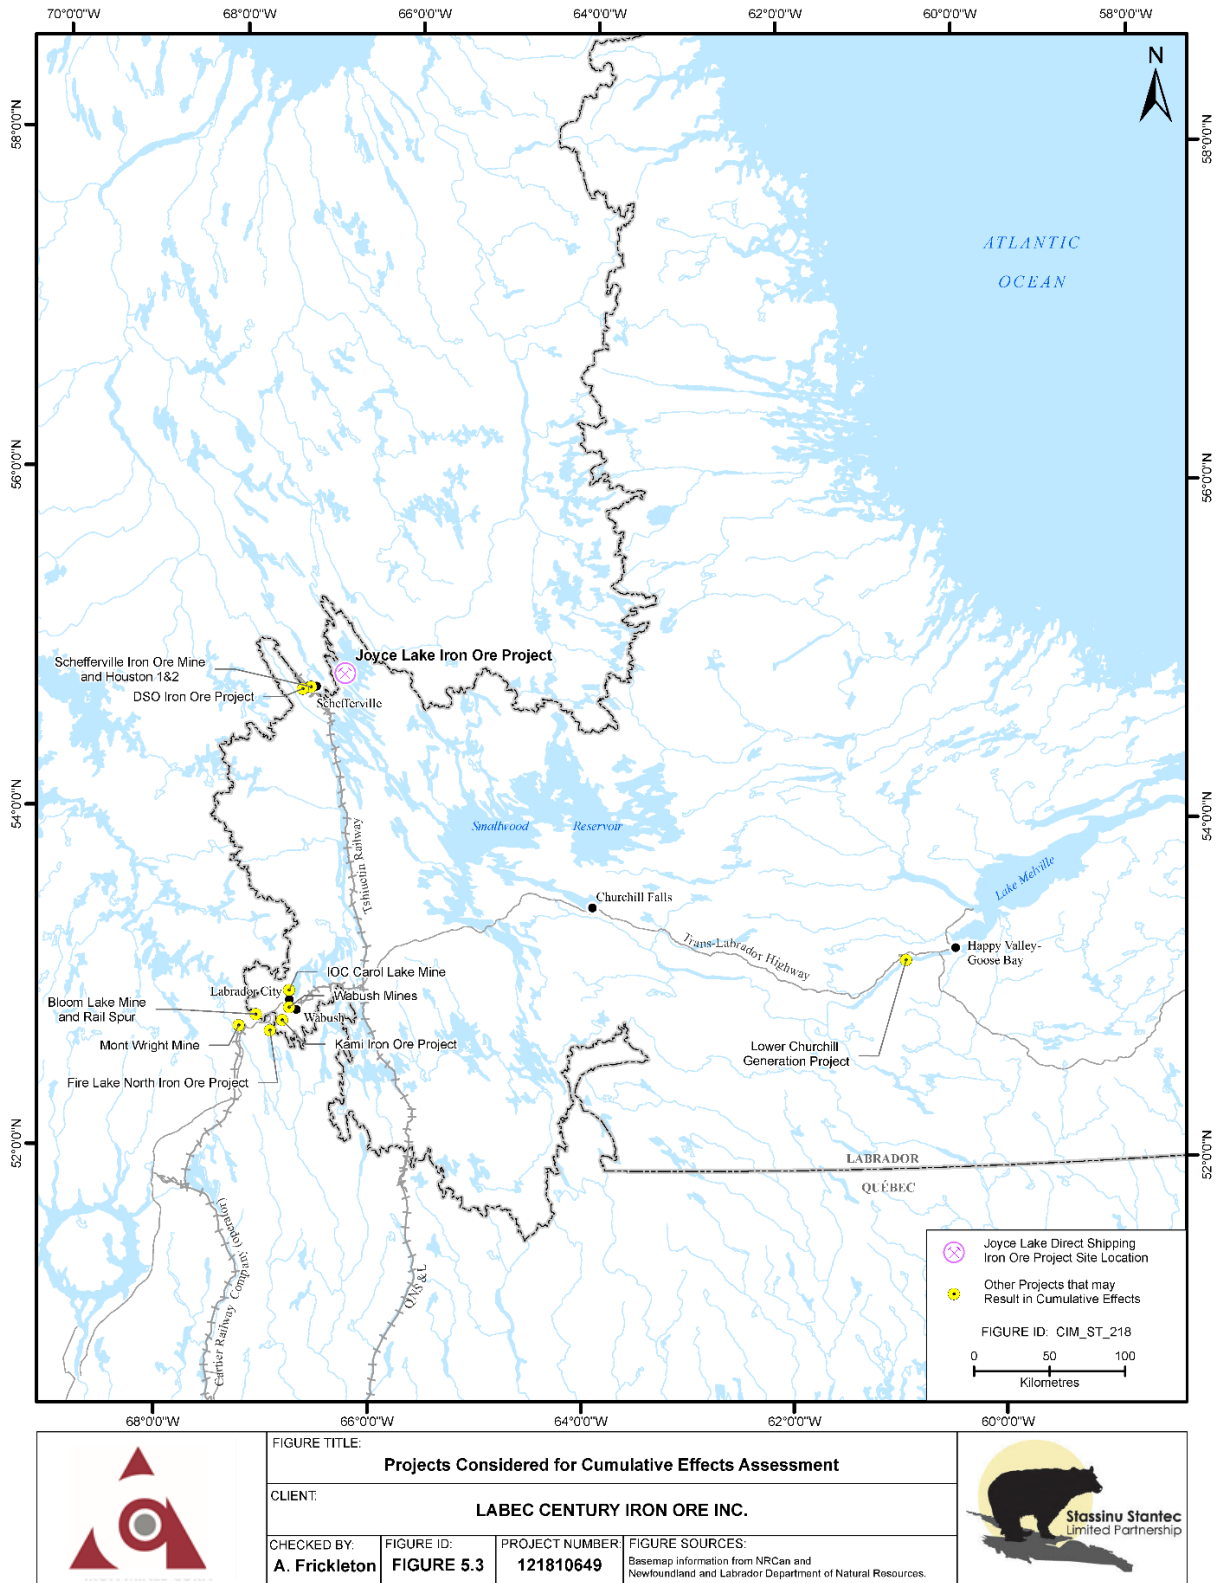 70°0'0"W 68°0'0"W 66°0'0"W 64°0'0"W 62°0'0"W 60°0'0"W 58°0'0"W
N
58°0'0"N
58°0'0"N
ATLANTIC
OCEAN
56°0'0"N
56°0'0"N
Joyce Lake Iron Ore Project
Schefferville Iron Ore Mine
and Houston 1&2
DSO Iron Ore Project
Schefferville
54°0'0"N
54°0'0"N
Smallwood Reservoir
Tshiuetin Railway
Lake Melville
Churchill Falls
Trans-Labrador Highway
Happy Valley-
Goose Bay
IOC Carol Lake Mine
Labrador City
Wabush Mines
Bloom Lake Mine
and Rail Spur
Wabush
Mont Wright Mine
Kami Iron Ore Project
Lower Churchill
Generation Project
Fire Lake North Iron Ore Project
52°0'0"N
52°0'0"N
LABRADOR
QUÉBEC
Cartier Railway Company (operator)
QNS&L
Joyce Lake Direct Shipping
Iron Ore Project Site Location
Other Projects that may
Result in Cumulative Effects
FIGURE ID: CIM_ST_218
0 50 100
Kilometres
68°0'0"W 66°0'0"W 64°0'0"W 62°0'0"W 60°0'0"W
FIGURE TITLE:
Projects Considered for Cumulative Effects Assessment
CLIENT:
LABEC CENTURY IRON ORE INC.
CHECKED BY:
A. Frickleton
FIGURE ID:
FIGURE 5.3
PROJECT NUMBER:
121810649
FIGURE SOURCES:
Basemap information from NRCan and
Newfoundland and Labrador Department of Natural Resources.
Stassinu Stantec
Limited Partnership